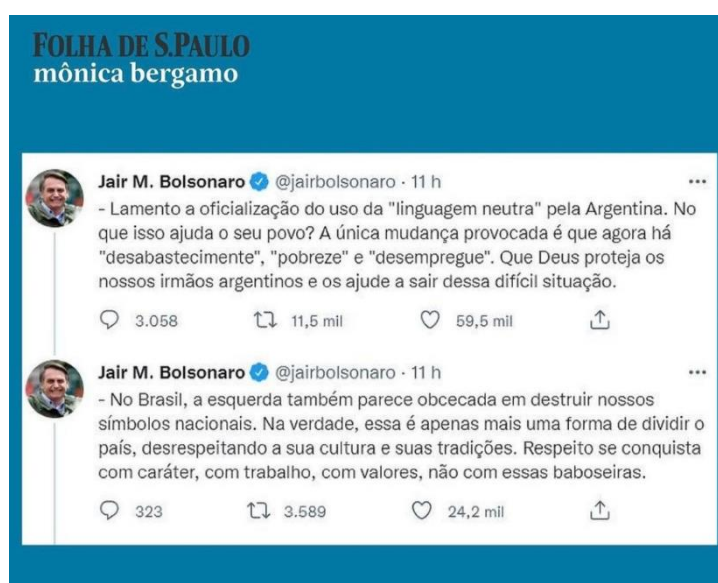 FOLHA DE S.PAULO
mônica bergamo
Jair M. Bolsonaro @jairbolsonaro · 11 h
- Lamento a oficialização do uso da "linguagem neutra" pela Argentina. No
que isso ajuda o seu povo? A única mudança provocada é que agora há
"desabastecimente", "pobreze" e "desempregue". Que Deus proteja os
nossos irmãos argentinos e os ajude a sair dessa difícil situação.
3.058 11,5 mil 59,5 mil
Jair M. Bolsonaro @jairbolsonaro · 11 h
- No Brasil, a esquerda também parece obcecada em destruir nossos
símbolos nacionais. Na verdade, essa é apenas mais uma forma de dividir o
país, desrespeitando a sua cultura e suas tradições. Respeito se conquista
com caráter, com trabalho, com valores, não com essas baboseiras.
323 3.589 24,2 mil